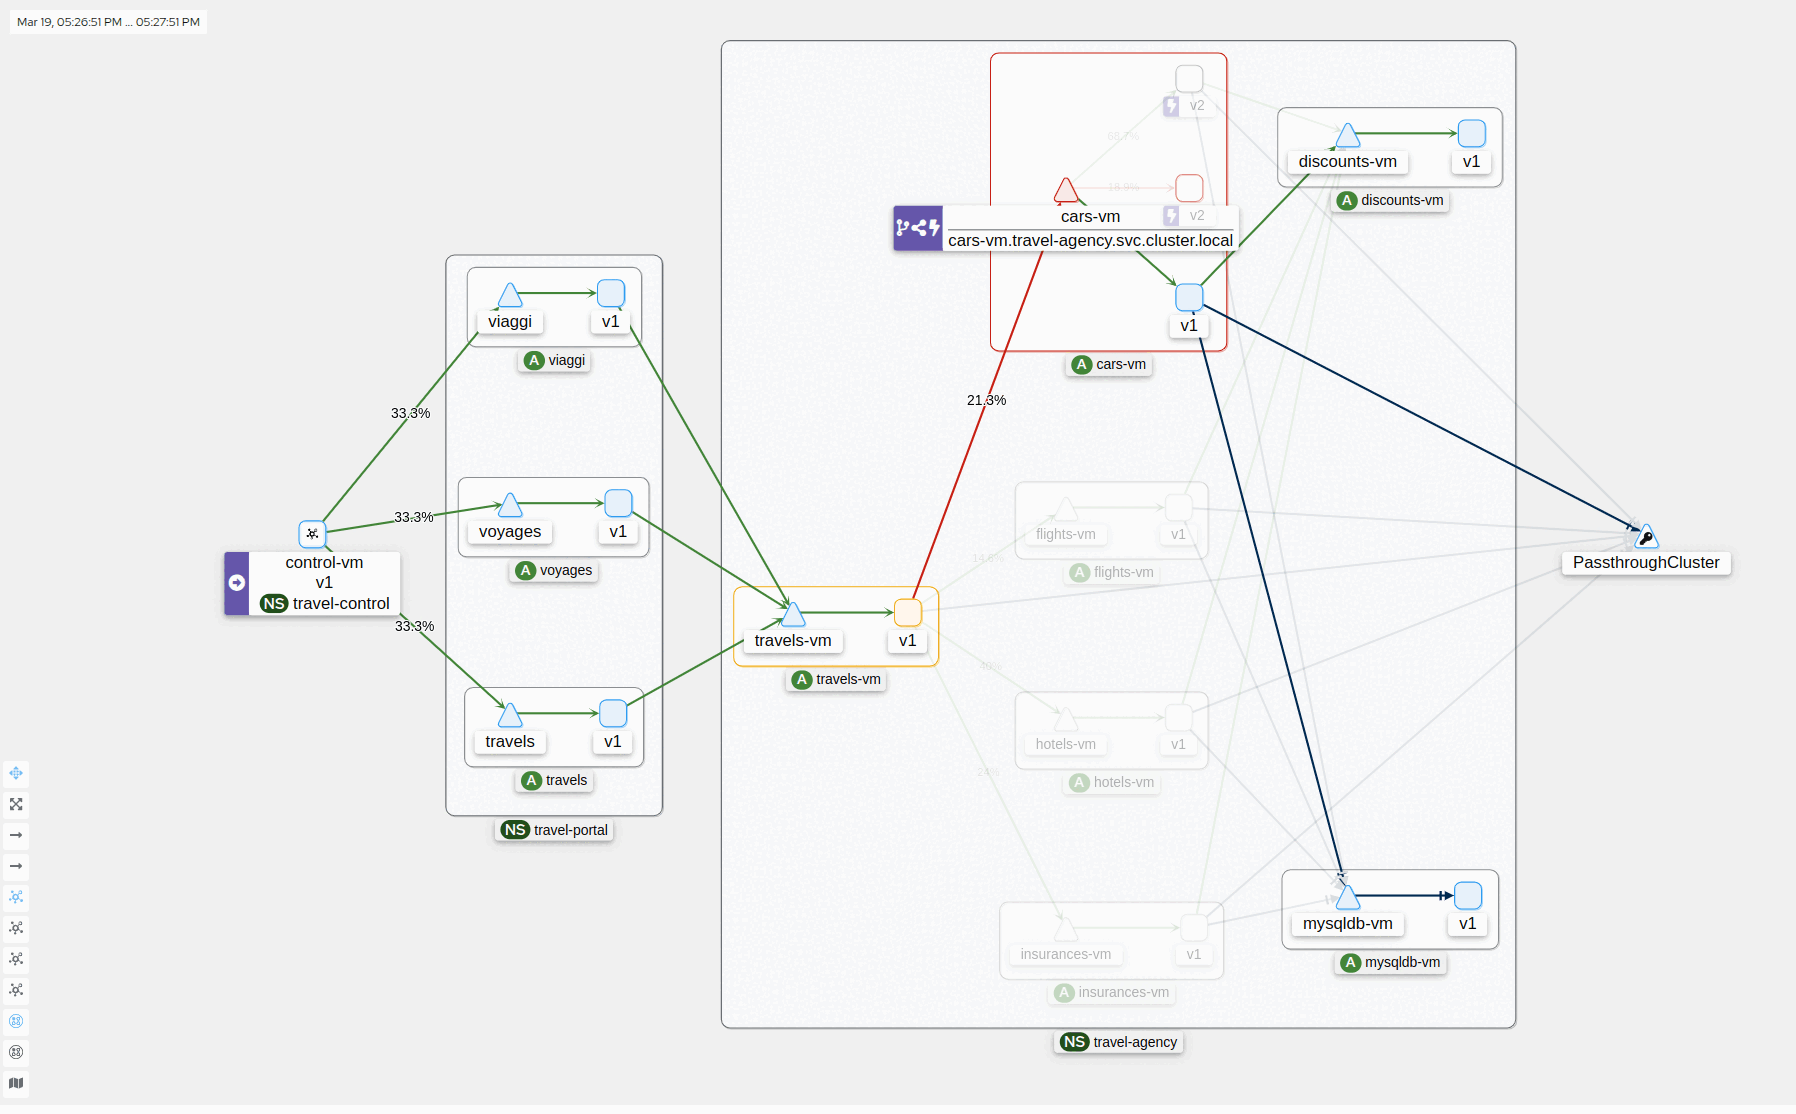 Mar 19, 05:26:51 PM ... 05:27:51 PM
v2
68.7%
discounts-vm
v1
A discounts-vm
18.9%
v2
cars-vm
cars-vm.travel-agency.svc.cluster.local
v1
A cars-vm
viaggi
v1
A viaggi
33.3%
21.3%
33.3%
voyages
v1
A voyages
flights-vm
v1
A flights-vm
control-vm
v1
NS travel-control
PassthroughCluster
33.3%
travels-vm
v1
A travels-vm
40%
travels
v1
A travels
hotels-vm
v1
A hotels-vm
24%
NS travel-portal
mysqldb-vm
v1
A mysqldb-vm
insurances-vm
v1
A insurances-vm
NS travel-agency